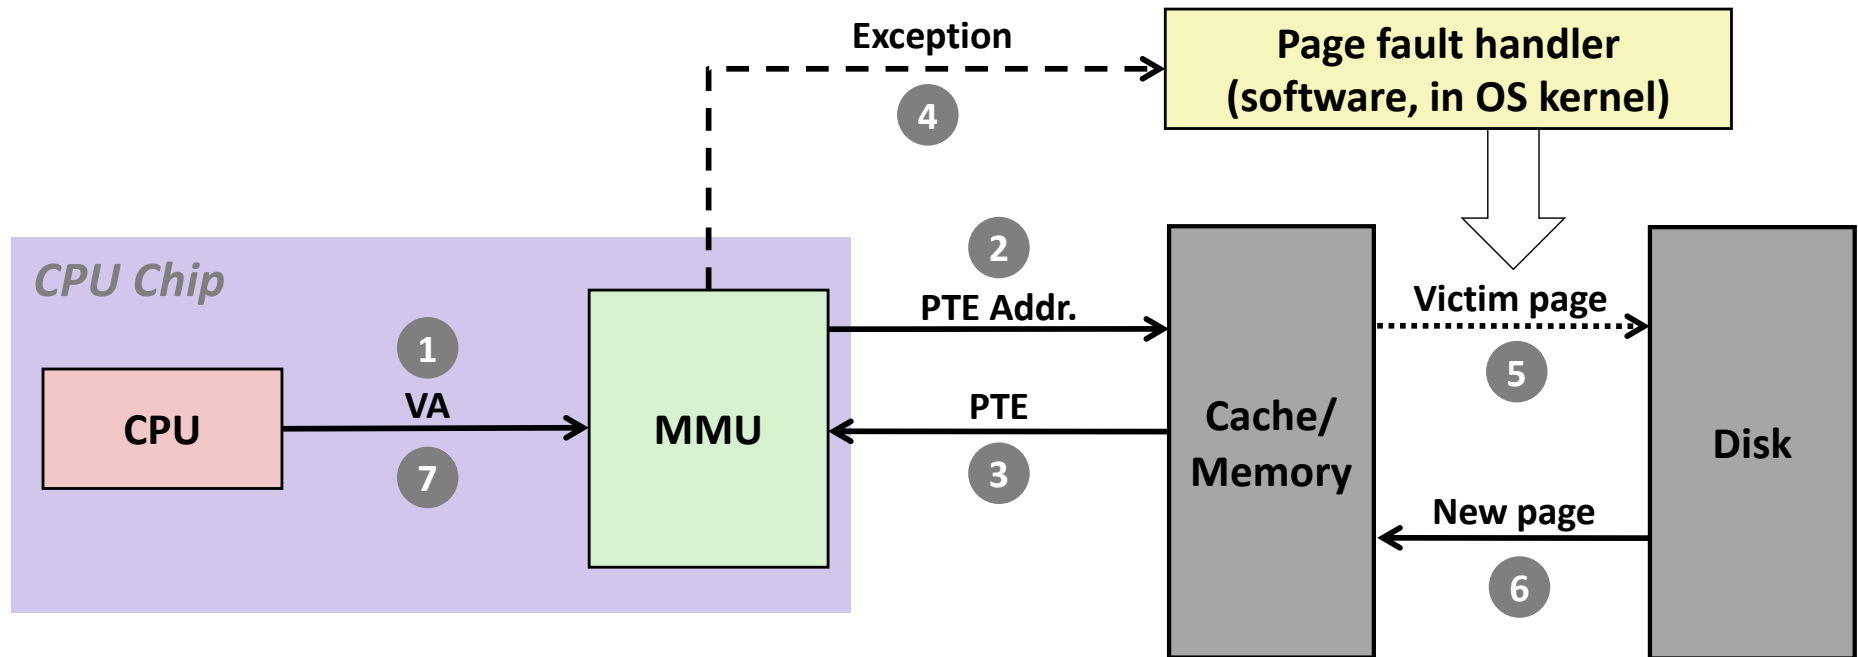 Exception
4
Page fault handler
(software, in OS kernel)
CPU Chip
2
PTE Addr.
Victim page
1
5
VA
CPU
MMU
PTE
Cache/
Memory
Disk
7
3
New page
6